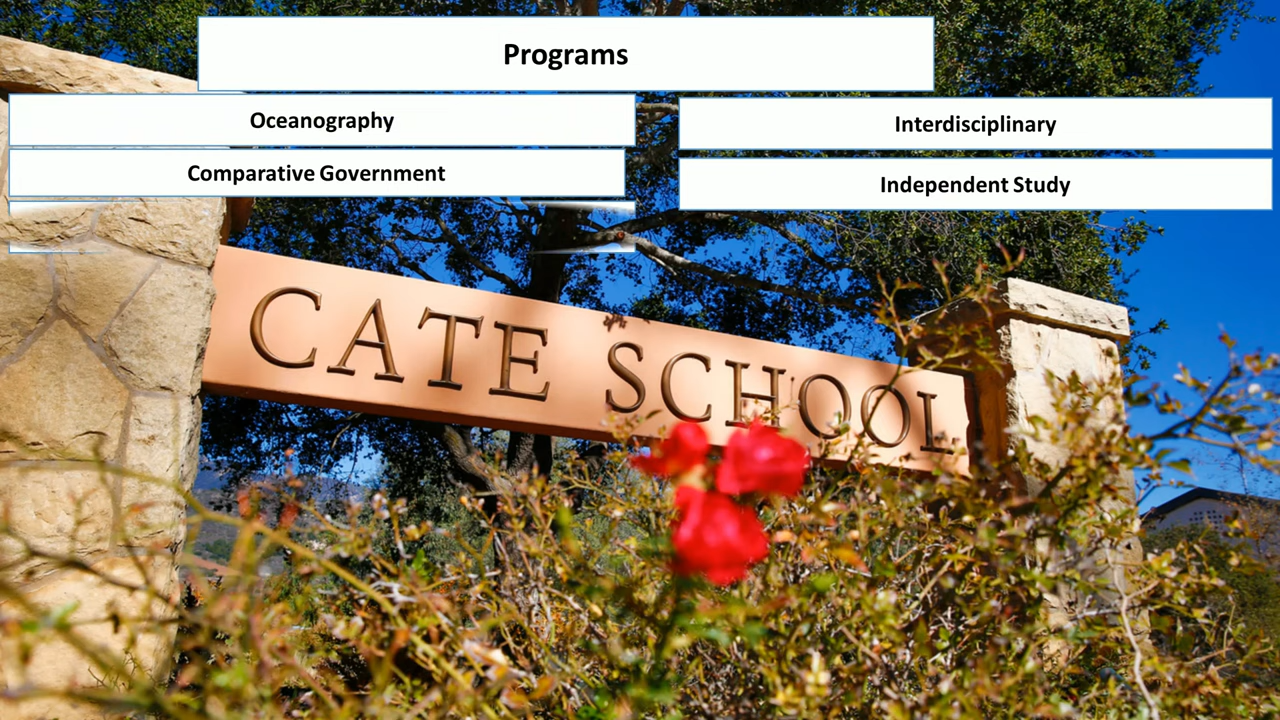 Programs
Oceanography
Interdisciplinary
Comparative Government
Independent Study
CATE SCHOOL